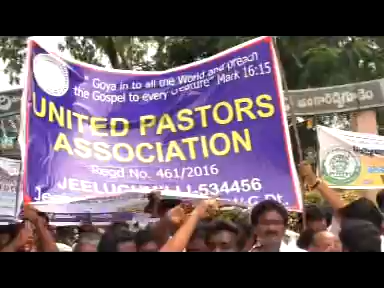 " Goya in to all the World and preach
the Gospel to every creature" Mark 16:15
UNITED PASTORS
ASSOCIATION
Regd No. 461/2016
JEELUGUMILLI-534456
W.G.Dt.
జంగారెడ్డిగూడెం